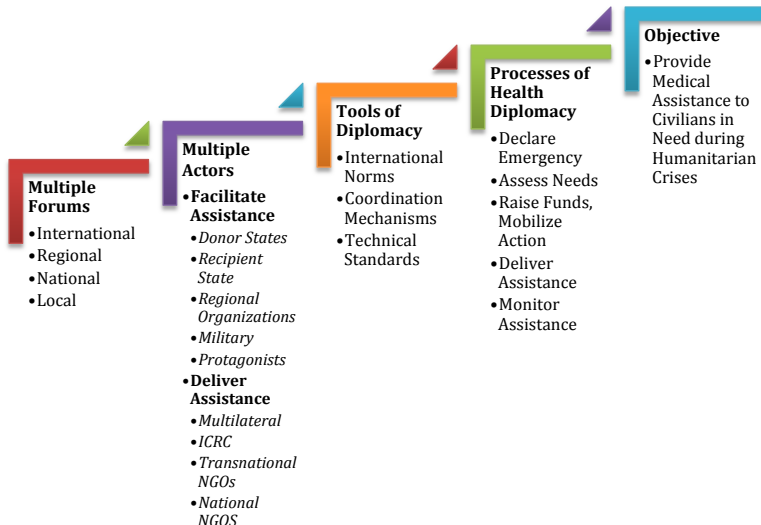 Multiple
Forums
•International
•Regional
•National
•Local
Multiple
Actors
•Facilitate
Assistance
•Donor States
•Recipient
State
•Regional
Organizations
•Military
•Protagonists
•Deliver
Assistance
•Multilateral
•ICRC
•Transnational
NGOs
•National
NGOS
Tools of
Diplomacy
•International
Norms
•Coordination
Mechanisms
•Technical
Standards
Processes of
Health
Diplomacy
•Declare
Emergency
•Assess Needs
•Raise Funds,
Mobilize
Action
•Deliver
Assistance
•Monitor
Assistance
Objective
•Provide
Medical
Assistance to
Civilians in
Need during
Humanitarian
Crises